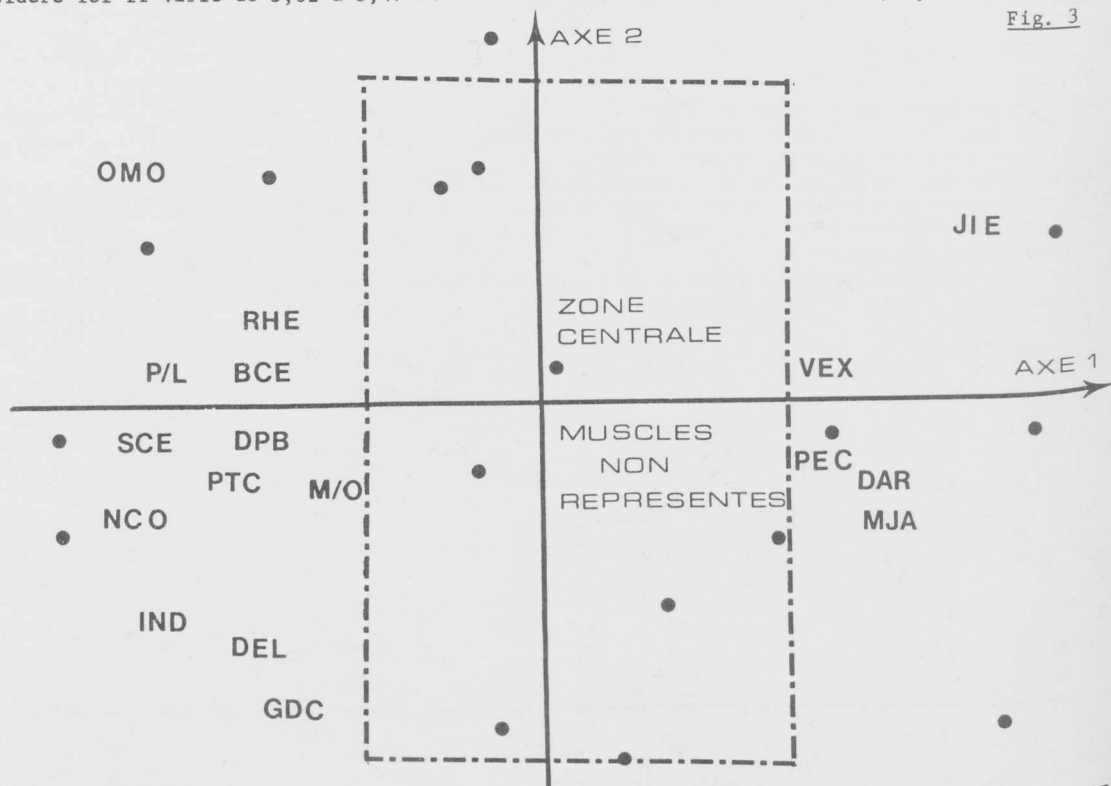 Fig. 3
AXE 2
OMO
JIE
RHE
ZONE
CENTRALE
P/L BCE
VEX
AXE 1
SCE DPB
MUSCLES
NON
REPRESENTES
PTC M/O
PEC
DAR
NCO
MJA
IND
DEL
GDC